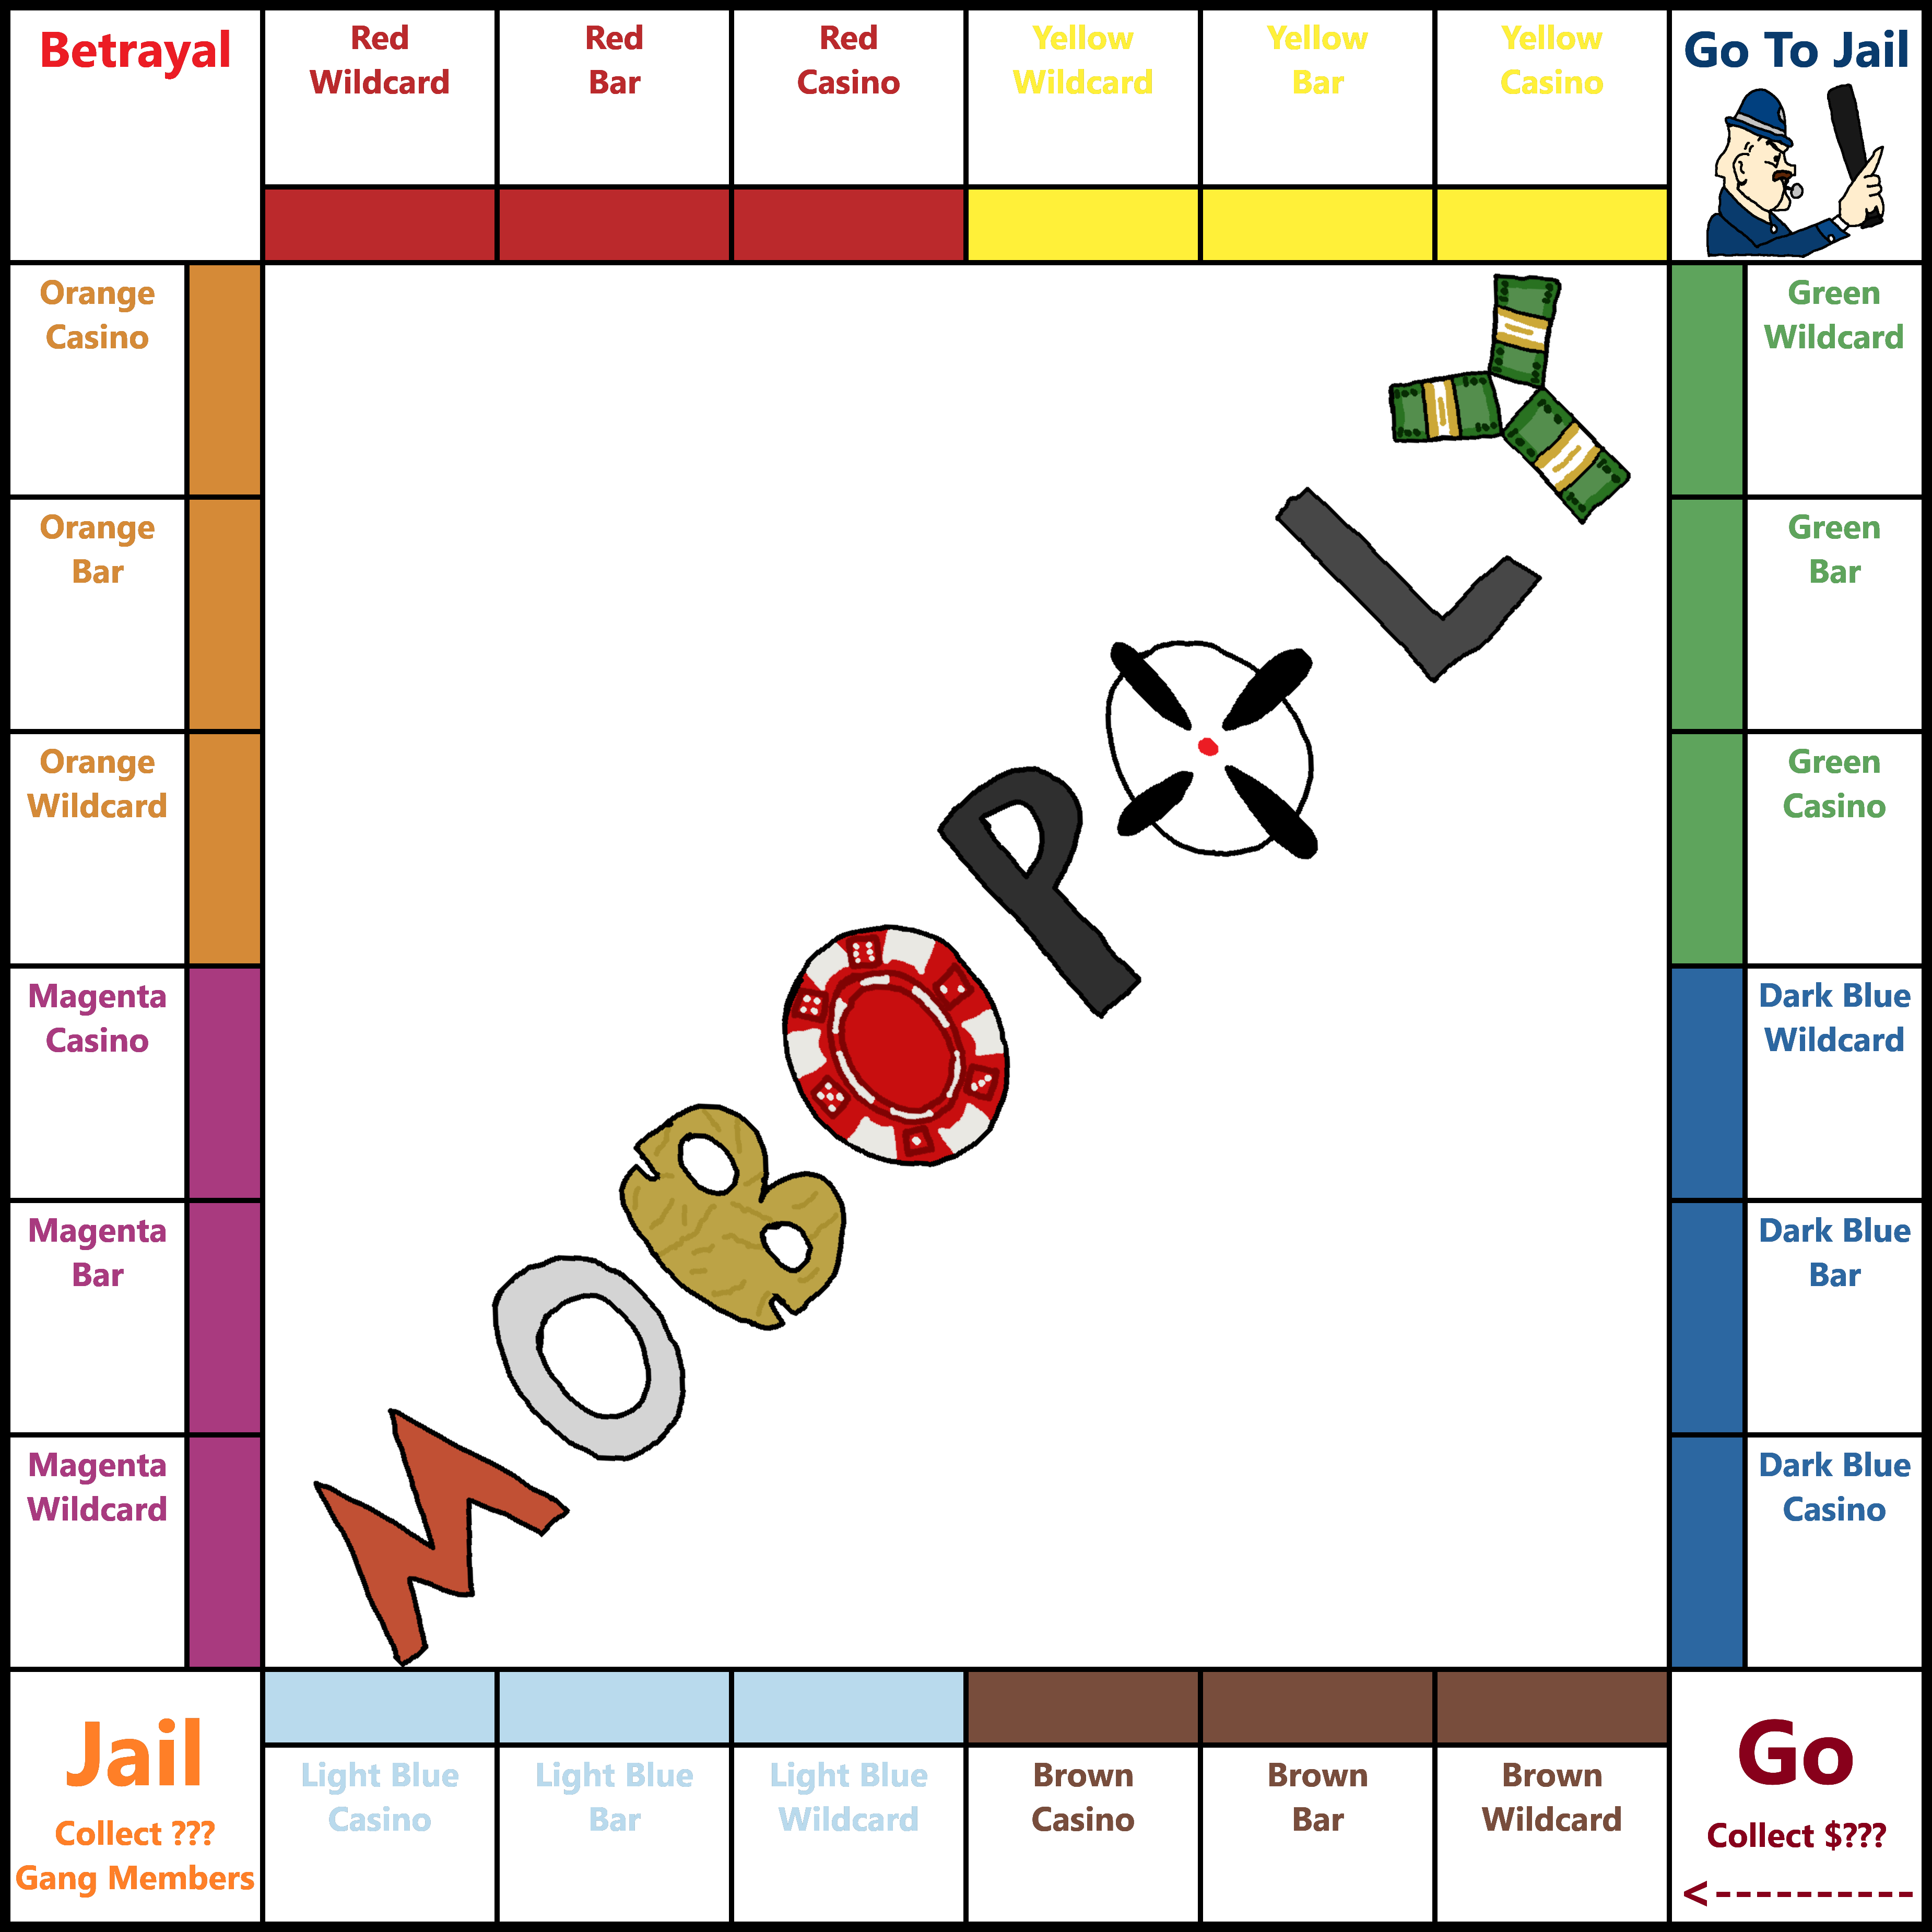 Betrayal
Red
Wildcard
Red
Bar
Red
Casino
Yellow
Wildcard
Yellow
Bar
Yellow
Casino
Go To Jail
Orange
Casino
Green
Wildcard
Orange
Bar
Green
Bar
Orange
Wildcard
Green
Casino
Magenta
Casino
Dark Blue
Wildcard
Magenta
Bar
Dark Blue
Bar
Magenta
Wildcard
Dark Blue
Casino
MOBOPOLY
Jail
Collect ???
Gang Members
Light Blue
Casino
Light Blue
Bar
Light Blue
Wildcard
Brown
Casino
Brown
Bar
Brown
Wildcard
Go
Collect $???
<-----------